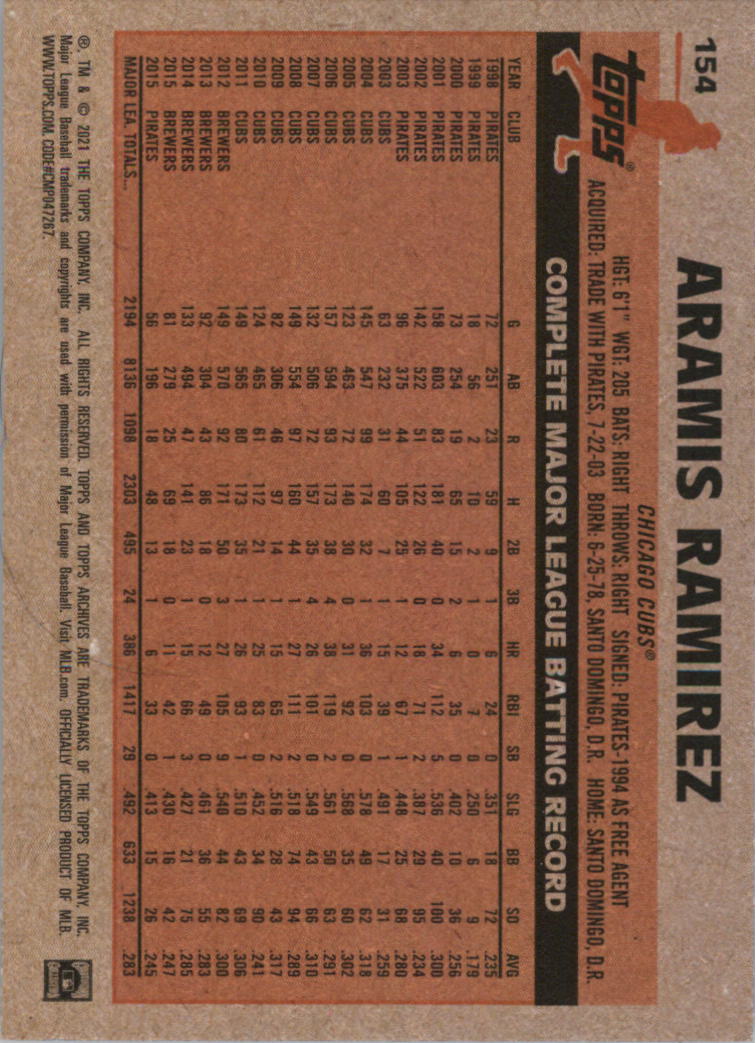 154
ARAMIS RAMIREZ
CHICAGO CUBS®
topps®
HGT: 6'1" WGT: 205 BATS: RIGHT THROWS: RIGHT SIGNED: PIRATES-1994 AS FREE AGENT
ACQUIRED: TRADE WITH PIRATES, 7-22-03 BORN: 6-25-78, SANTO DOMINGO, D.R. HOME: SANTO DOMINGO, D.R.
COMPLETE MAJOR LEAGUE BATTING RECORD
YEAR CLUB G AB R H 2B 3B HR RBI SB SLG BB SO AVG
1998 PIRATES 72 251 23 59 9 1 6 24 0 .351 18 72 .235
1999 PIRATES 18 56 2 10 2 1 0 7 0 .250 6 9 .179
2000 PIRATES 73 254 19 65 15 2 6 35 0 .402 10 36 .256
2001 PIRATES 158 603 83 181 40 0 34 112 5 .536 40 100 .300
2002 PIRATES 142 522 51 122 26 0 18 71 2 .387 29 95 .234
2003 PIRATES 96 375 44 105 25 1 12 67 1 .448 25 68 .280
2003 CUBS 63 232 31 60 7 1 15 39 1 .491 17 31 .259
2004 CUBS 145 547 99 174 32 1 36 103 0 .578 49 62 .318
2005 CUBS 123 463 72 140 30 0 31 92 0 .568 35 60 .302
2006 CUBS 157 594 93 173 38 4 38 119 2 .561 50 63 .291
2007 CUBS 132 506 72 157 35 4 26 101 0 .549 43 66 .310
2008 CUBS 149 554 97 160 44 1 27 111 2 .518 74 94 .289
2009 CUBS 82 306 46 97 14 1 15 65 2 .516 28 43 .317
2010 CUBS 124 465 61 112 21 1 25 83 0 .452 34 90 .241
2011 CUBS 149 565 80 173 35 1 26 93 1 .510 43 69 .306
2012 BREWERS 149 570 92 171 50 3 27 105 9 .540 44 82 .300
2013 BREWERS 92 304 43 86 18 0 12 49 0 .461 36 55 .283
2014 BREWERS 133 494 47 141 23 1 15 66 3 .427 21 75 .285
2015 BREWERS 81 279 25 69 18 0 11 42 1 .430 16 42 .247
2015 PIRATES 56 196 18 48 13 1 6 33 0 .413 15 26 .245
MAJOR LEA. TOTALS... 2194 8136 1098 2303 495 24 386 1417 29 .492 633 1238 .283
®, TM & © 2021 THE TOPPS COMPANY, INC. ALL RIGHTS RESERVED. TOPPS AND TOPPS ARCHIVES ARE TRADEMARKS OF THE TOPPS COMPANY, INC.
Major League Baseball trademarks and copyrights are used with permission of Major League Baseball. Visit MLB.com. OFFICIALLY LICENSED PRODUCT OF MLB.
WWW.TOPPS.COM. CODE#CMP047267.